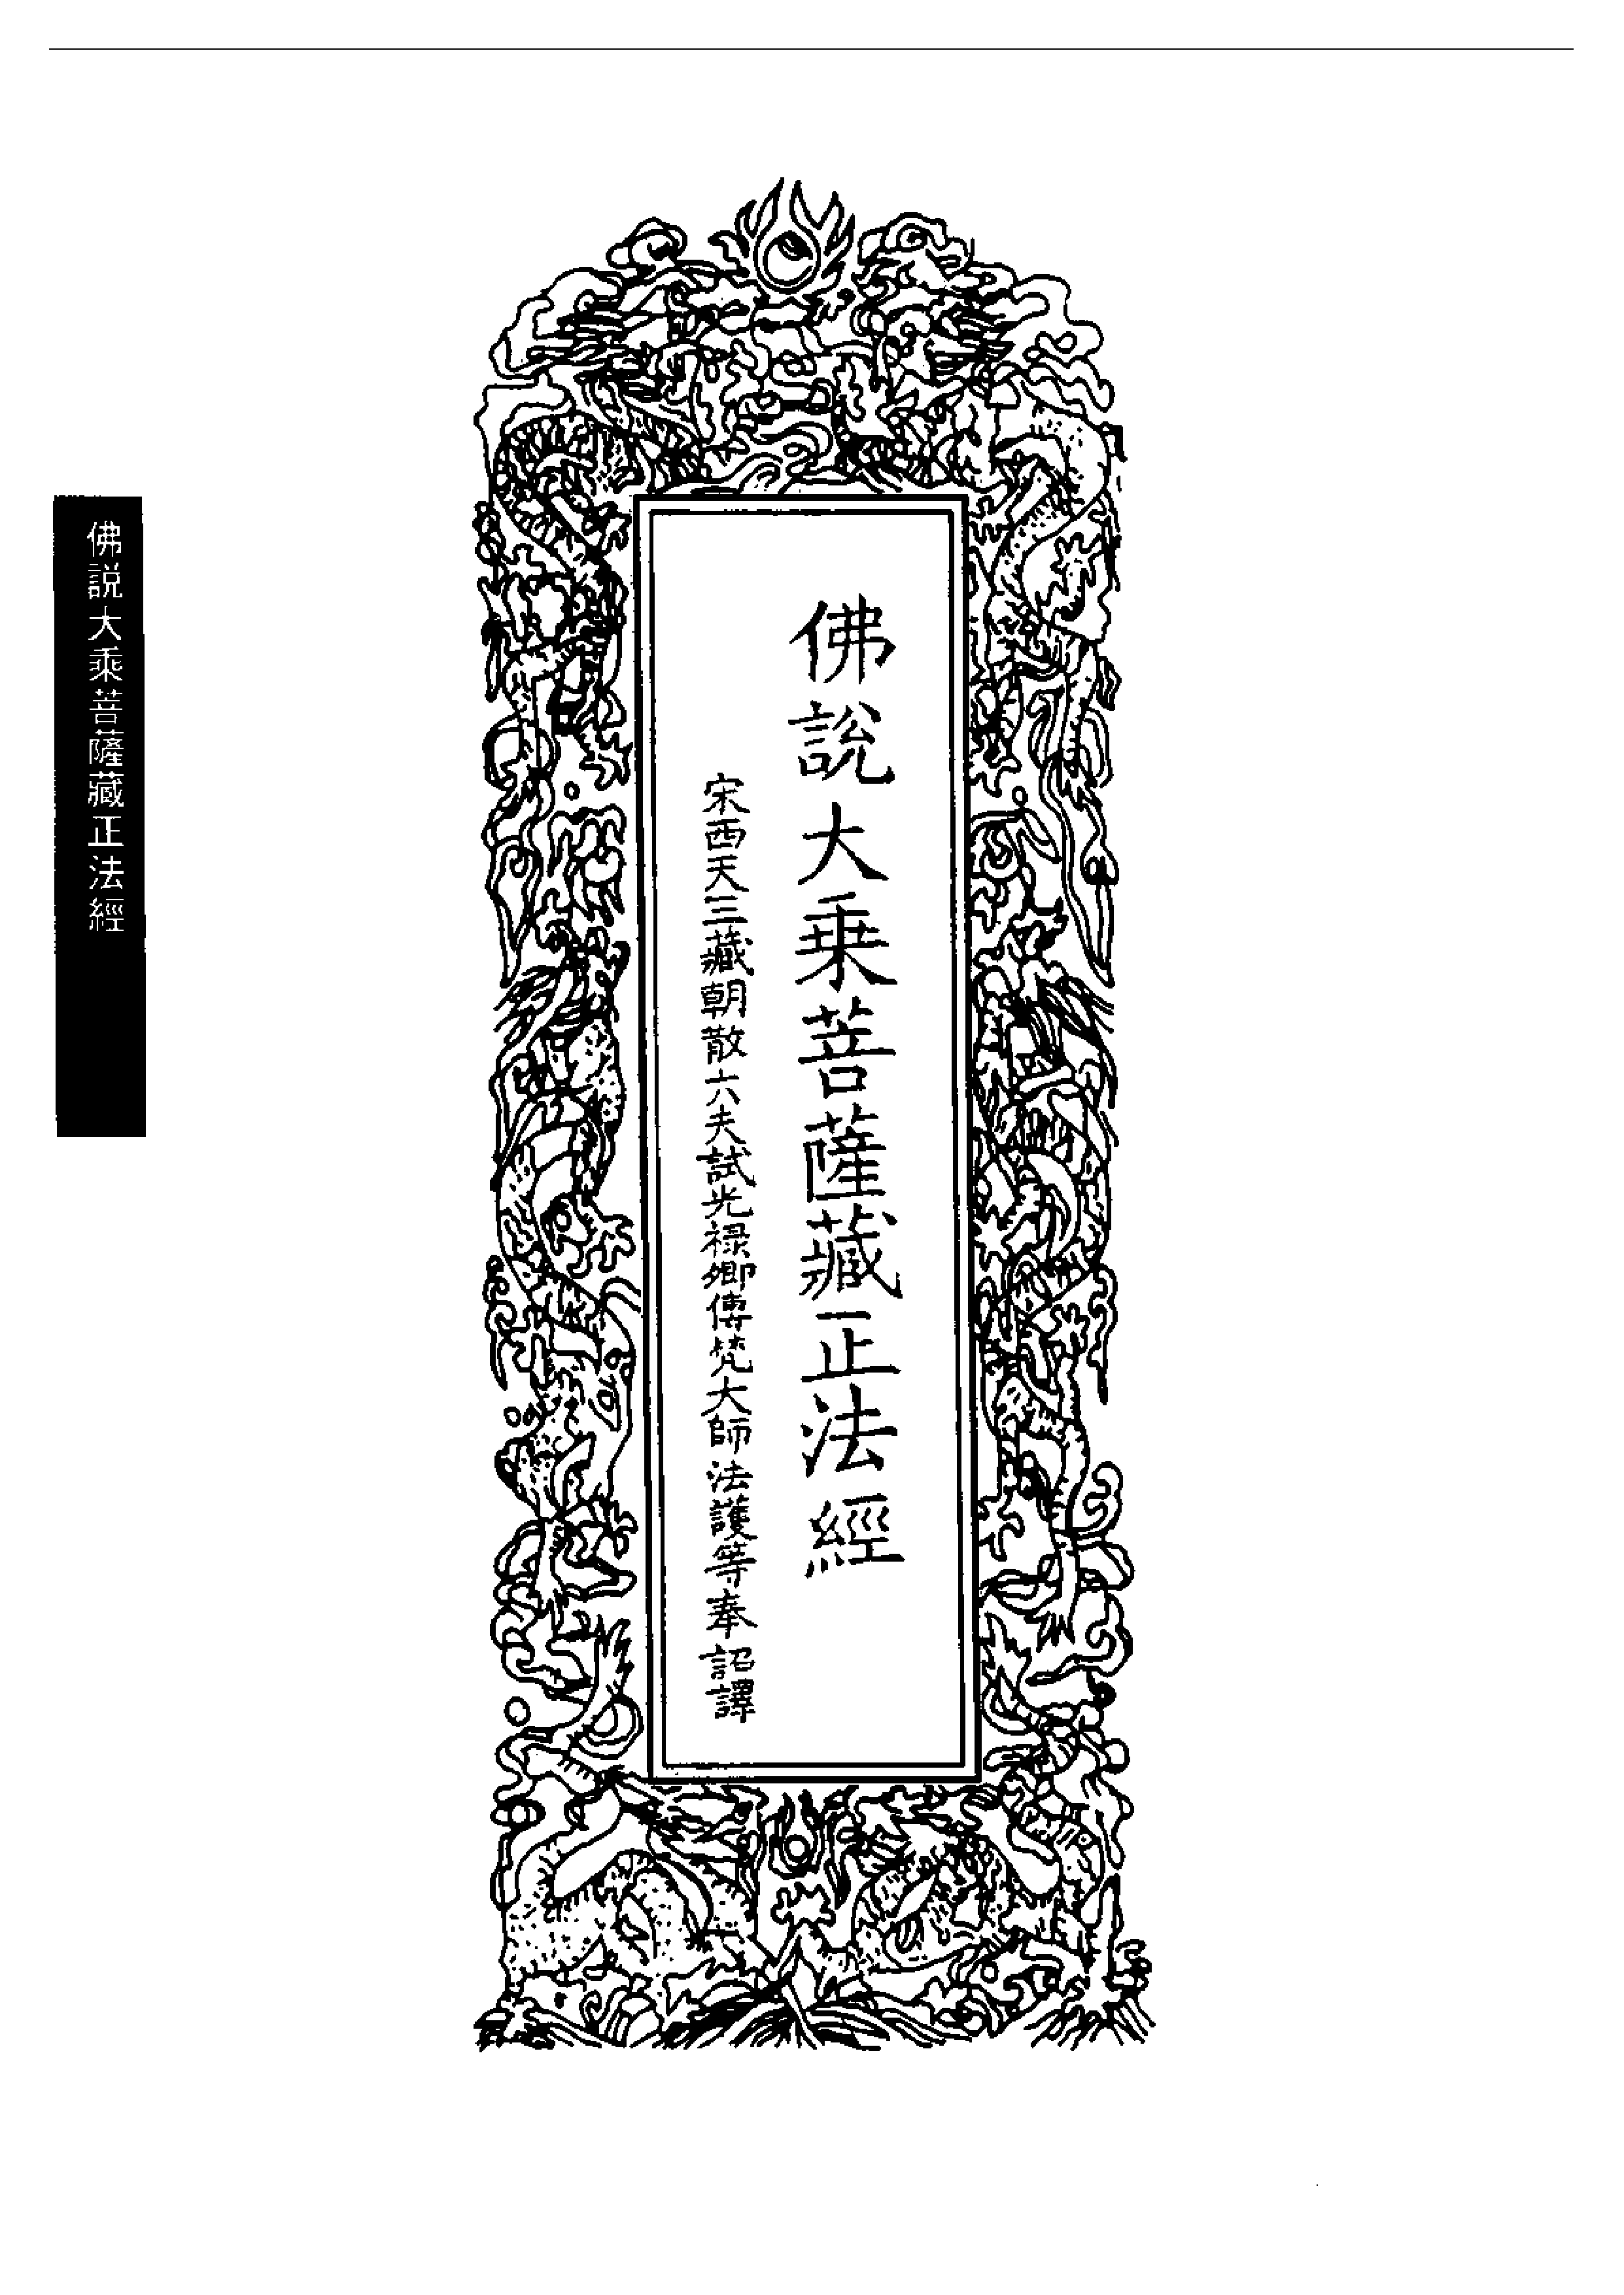 佛說大乘菩薩藏正法經
宋西天三藏朝散六夫試光祿卿傳梵大師法護等奉詔譯
佛說大乘菩薩藏正法經